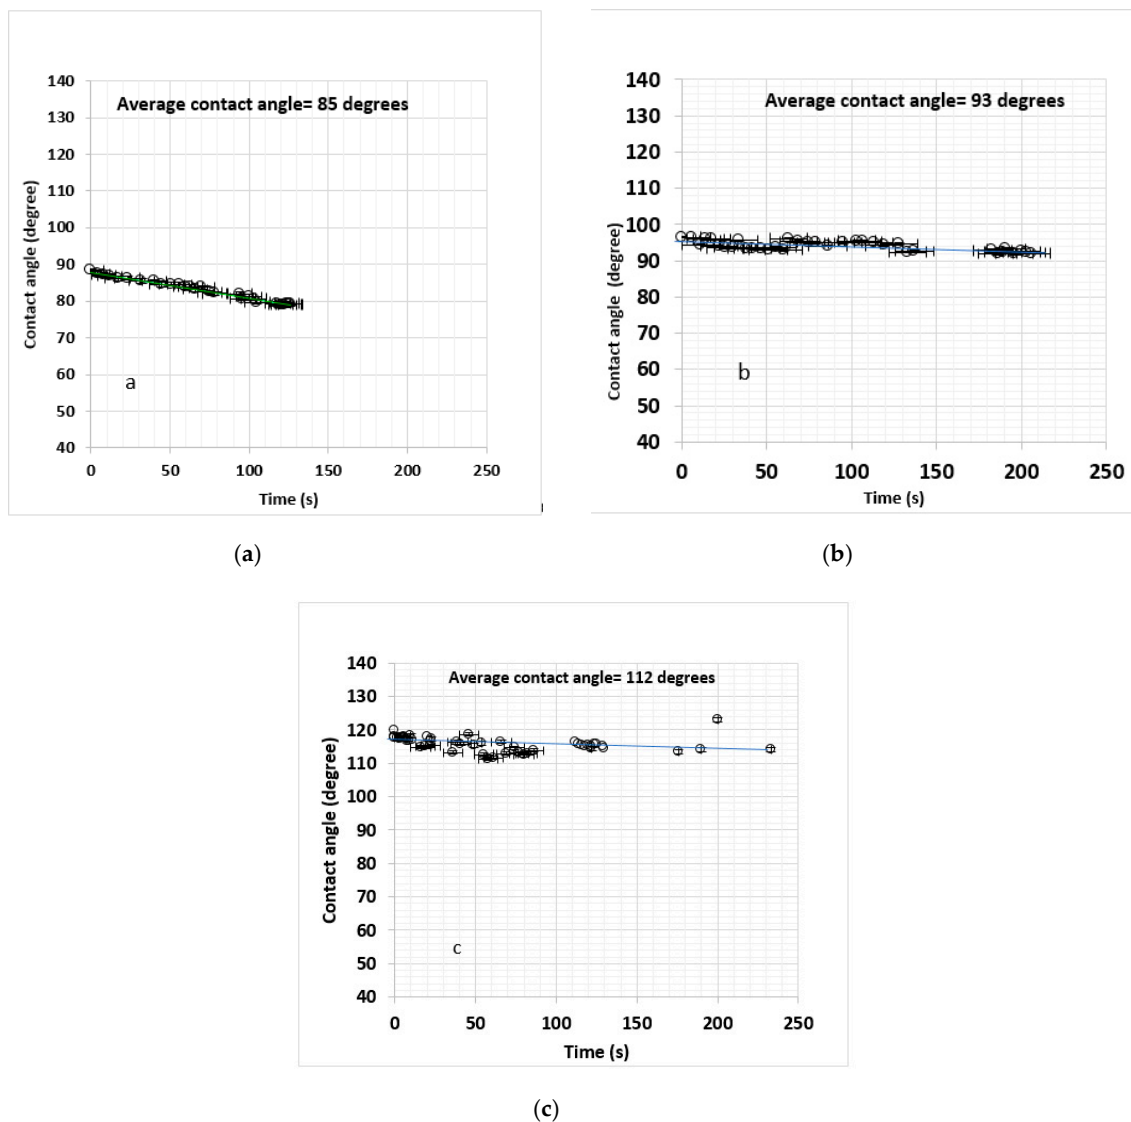 Average contact angle= 85 degrees
140
130
120
110
100
90
80
70
60
50
40
Contact angle (degree)
a
0 50 100 150 200 250
Time (s)
(a)
Average contact angle= 93 degrees
140
130
120
110
100
90
80
70
60
50
40
Contact angle (degree)
b
0 50 100 150 200 250
Time (s)
(b)
Average contact angle= 112 degrees
140
130
120
110
100
90
80
70
60
50
40
Contact angle (degree)
c
0 50 100 150 200 250
Time (s)
(c)